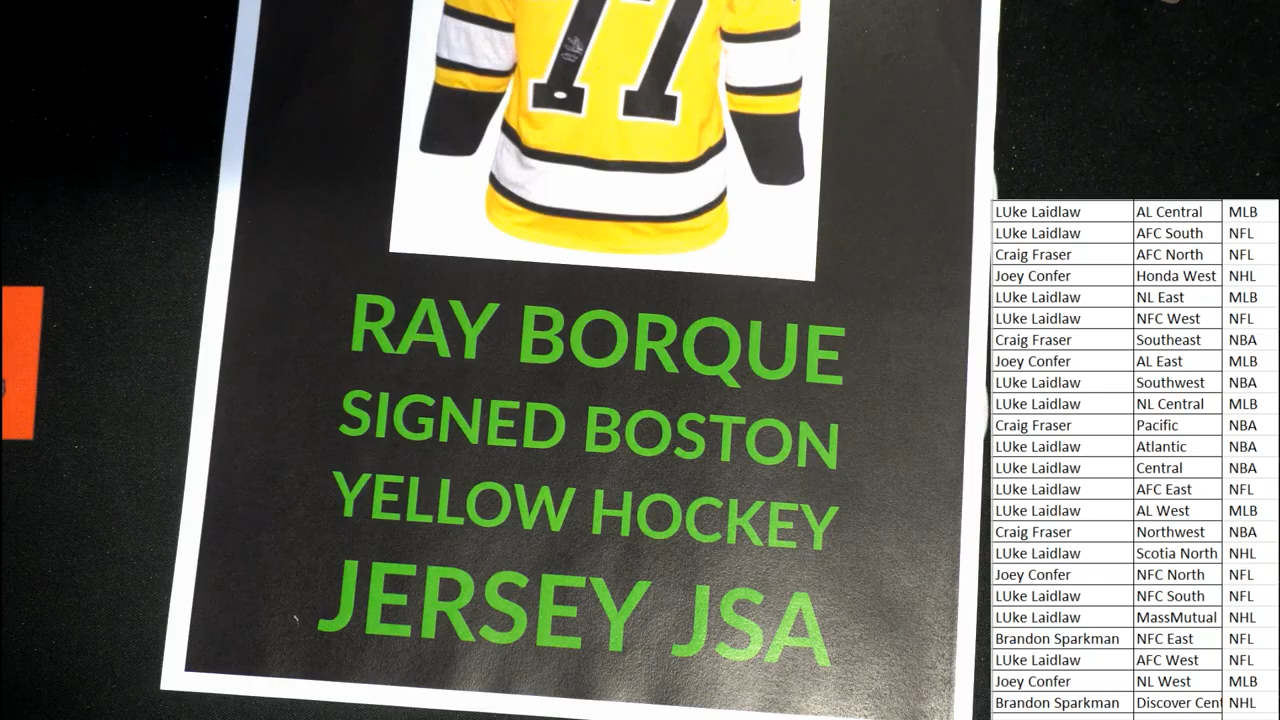 77
RAY BORQUE
SIGNED BOSTON
YELLOW HOCKEY
JERSEY JSA
LUke Laidlaw AL Central MLB
LUke Laidlaw AFC South NFL
Craig Fraser AFC North NFL
Joey Confer Honda West NHL
LUke Laidlaw NL East MLB
LUke Laidlaw NFC West NFL
Craig Fraser Southeast NBA
Joey Confer AL East MLB
LUke Laidlaw Southwest NBA
LUke Laidlaw NL Central MLB
Craig Fraser Pacific NBA
LUke Laidlaw Atlantic NBA
LUke Laidlaw Central NBA
LUke Laidlaw AFC East NFL
LUke Laidlaw AL West MLB
Craig Fraser Northwest NBA
LUke Laidlaw Scotia North NHL
Joey Confer NFC North NFL
LUke Laidlaw NFC South NFL
LUke Laidlaw MassMutual NHL
Brandon Sparkman NFC East NFL
LUke Laidlaw AFC West NFL
Joey Confer NL West MLB
Brandon Sparkman Discover Cent NHL